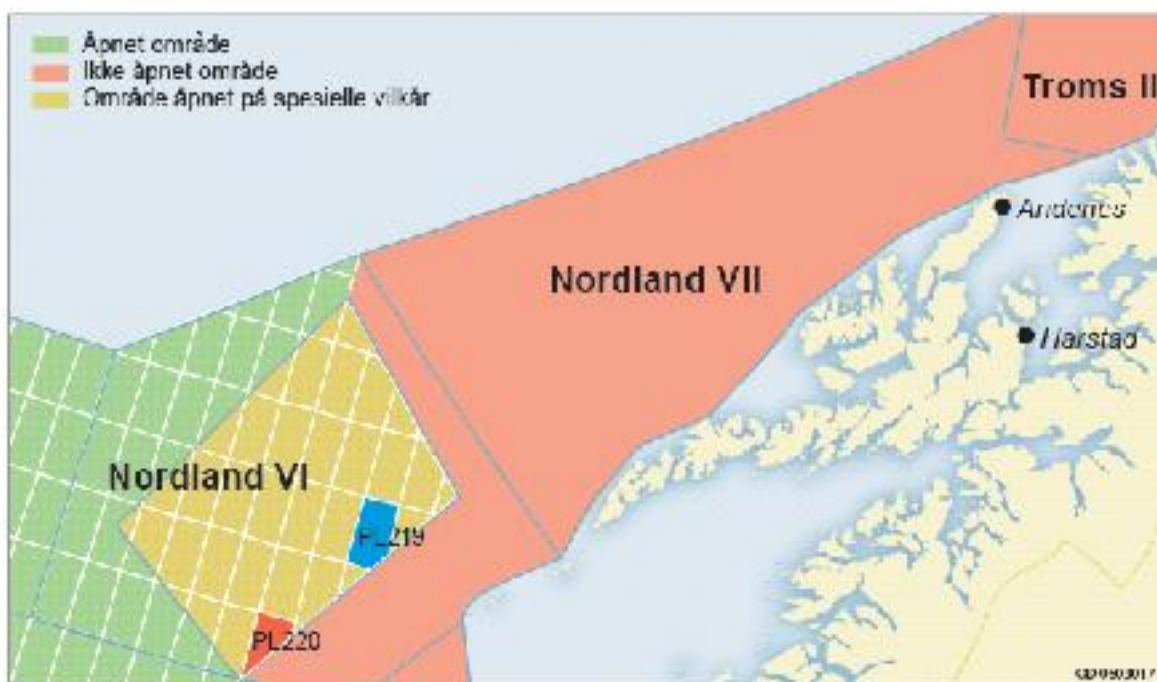 Åpnet område
Ikke åpnet område
Område åpnet på spesielle vilkår
Troms II
Andenes
Nordland VII
Harstad
Nordland VI
PL219
PL220